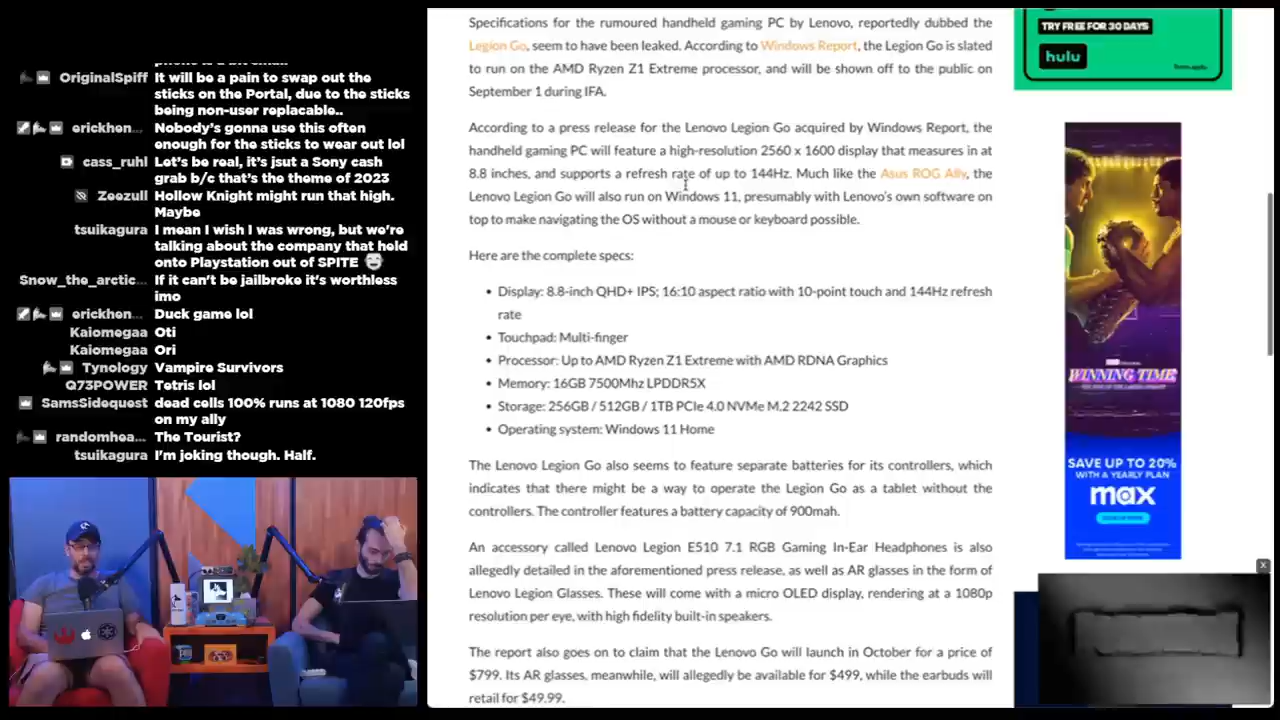 OriginalSpiff It will be a pain to swap out the
sticks on the Portal, due to the sticks
being non-user replacable..
erickhen... Nobody's gonna use this often
enough for the sticks to wear out lol
cass_ruhl Let's be real, it's jsut a Sony cash
grab b/c that's the theme of 2023
Zeezull Hollow Knight might run that high.
Maybe
tsuikagura I mean I wish I was wrong, but we're
talking about the company that held
onto Playstation out of SPITE
Snow_the_arctic... If it can't be jailbroke it's worthless
imo
erickhen... Duck game lol
Kaiomegaa Oti
Kaiomegaa Ori
Tynology Vampire Survivors
Q73POWER Tetris lol
SamsSidequest dead cells 100% runs at 1080 120fps
on my ally
randomhea... The Tourist?
tsuikagura I'm joking though. Half.
Specifications for the rumoured handheld gaming PC by Lenovo, reportedly dubbed the
Legion Go, seem to have been leaked. According to Windows Report, the Legion Go is slated
to run on the AMD Ryzen Z1 Extreme processor, and will be shown off to the public on
September 1 during IFA.
According to a press release for the Lenovo Legion Go acquired by Windows Report, the
handheld gaming PC will feature a high-resolution 2560 x 1600 display that measures in at
8.8 inches, and supports a refresh rate of up to 144Hz. Much like the Asus ROG Ally, the
Lenovo Legion Go will also run on Windows 11, presumably with Lenovo's own software on
top to make navigating the OS without a mouse or keyboard possible.
Here are the complete specs:
• Display: 8.8-inch QHD+ IPS; 16:10 aspect ratio with 10-point touch and 144Hz refresh
rate
• Touchpad: Multi-finger
• Processor: Up to AMD Ryzen Z1 Extreme with AMD RDNA Graphics
• Memory: 16GB 7500Mhz LPDDR5X
• Storage: 256GB / 512GB / 1TB PCIe 4.0 NVMe M.2 2242 SSD
• Operating system: Windows 11 Home
The Lenovo Legion Go also seems to feature separate batteries for its controllers, which
indicates that there might be a way to operate the Legion Go as a tablet without the
controllers. The controller features a battery capacity of 900mah.
An accessory called Lenovo Legion E510 7.1 RGB Gaming In-Ear Headphones is also
allegedly detailed in the aforementioned press release, as well as AR glasses in the form of
Lenovo Legion Glasses. These will come with a micro OLED display, rendering at a 1080p
resolution per eye, with high fidelity built-in speakers.
The report also goes on to claim that the Lenovo Go will launch in October for a price of
$799. Its AR glasses, meanwhile, will allegedly be available for $499, while the earbuds will
retail for $49.99.
TRY FREE FOR 30 DAYS
hulu
WINNING TIME
SAVE UP TO 20%
WITH A YEARLY PLAN
max
X